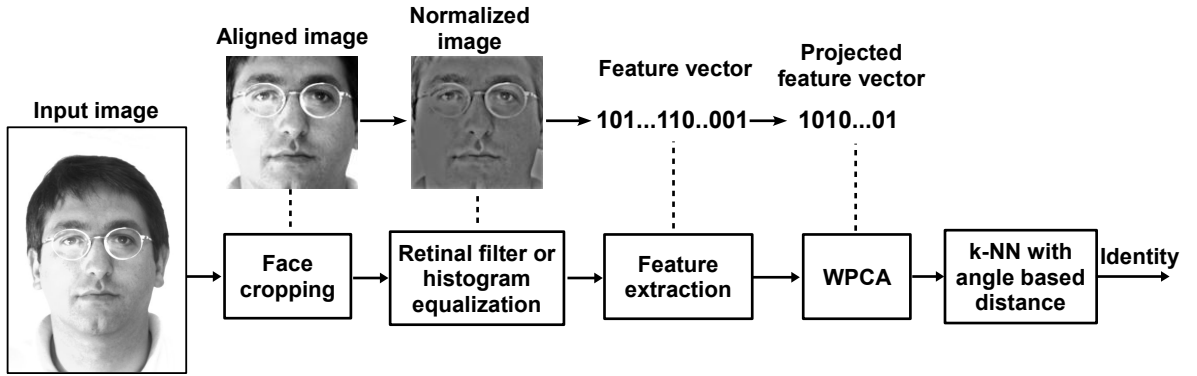 Input image
Aligned image
Normalized
image
Feature vector
Projected
feature vector
101...110..001
1010...01
Face
cropping
Retinal filter or
histogram
equalization
Feature
extraction
WPCA
k-NN with
angle based
distance
Identity